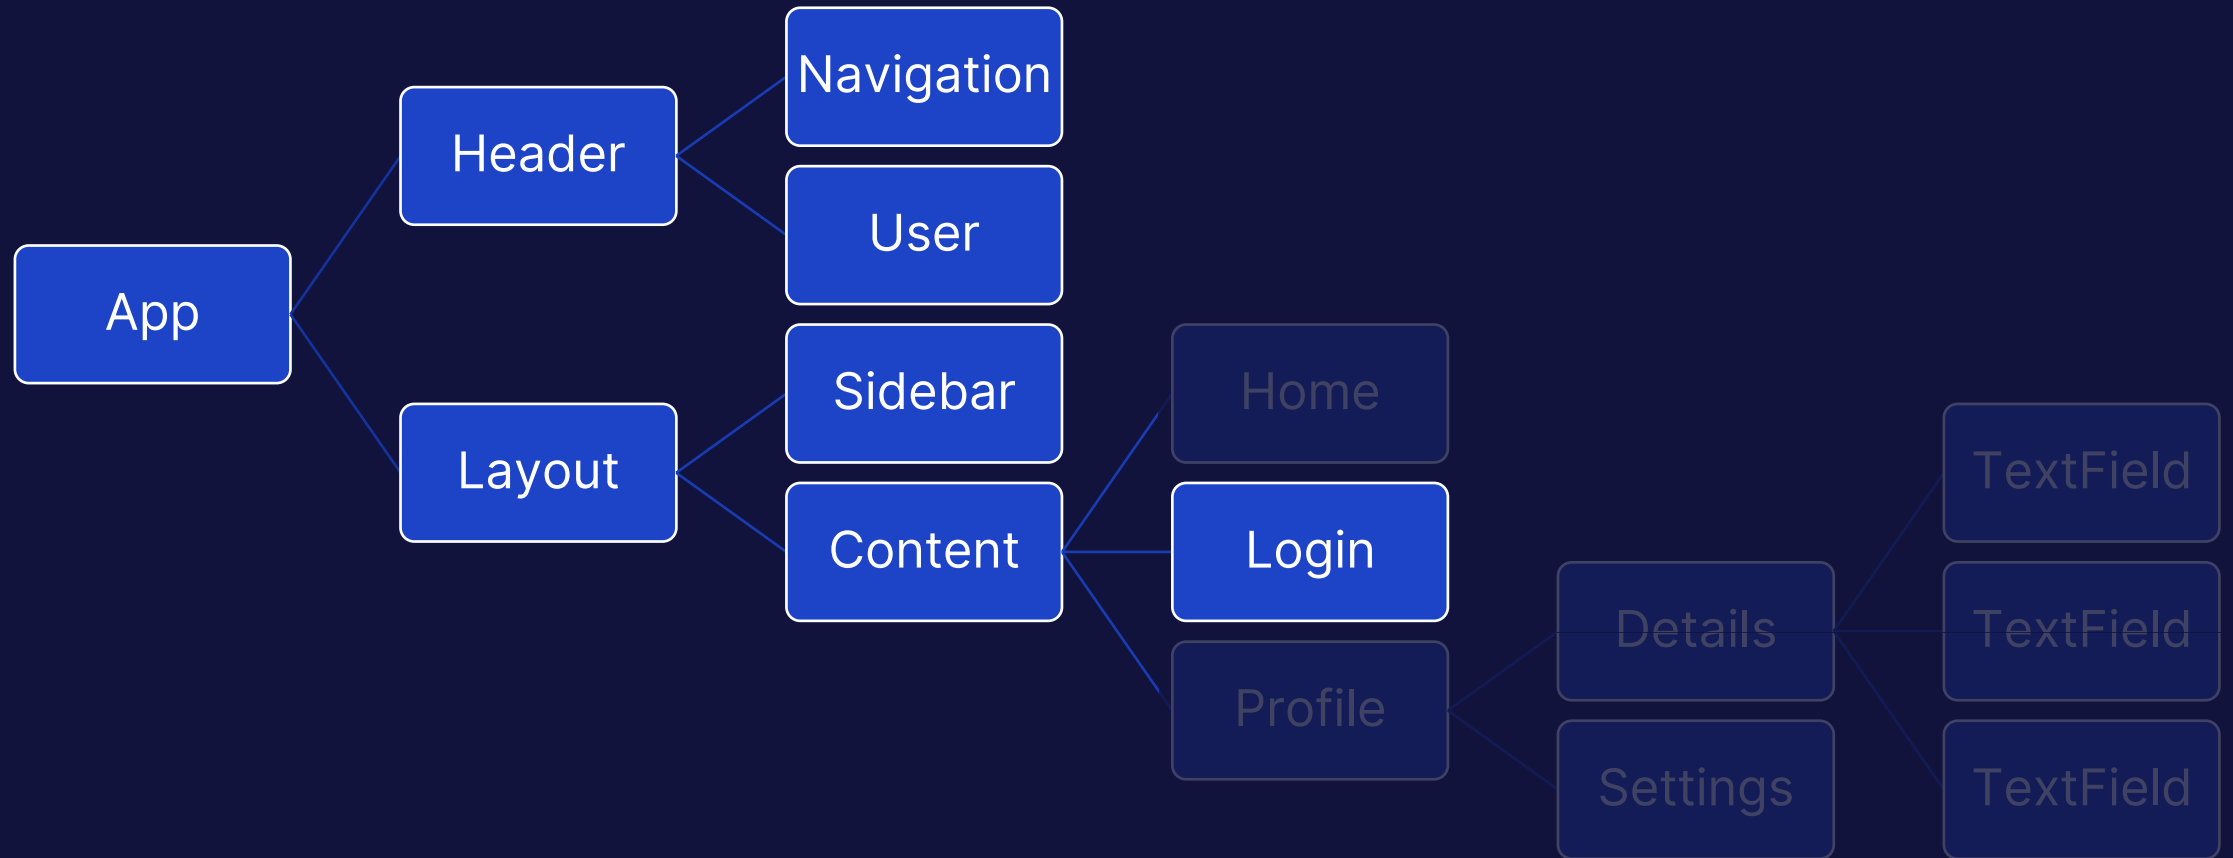 Navigation
Header
User
App
Sidebar
Home
Layout
TextField
Content
Login
Details
TextField
Profile
Settings
TextField